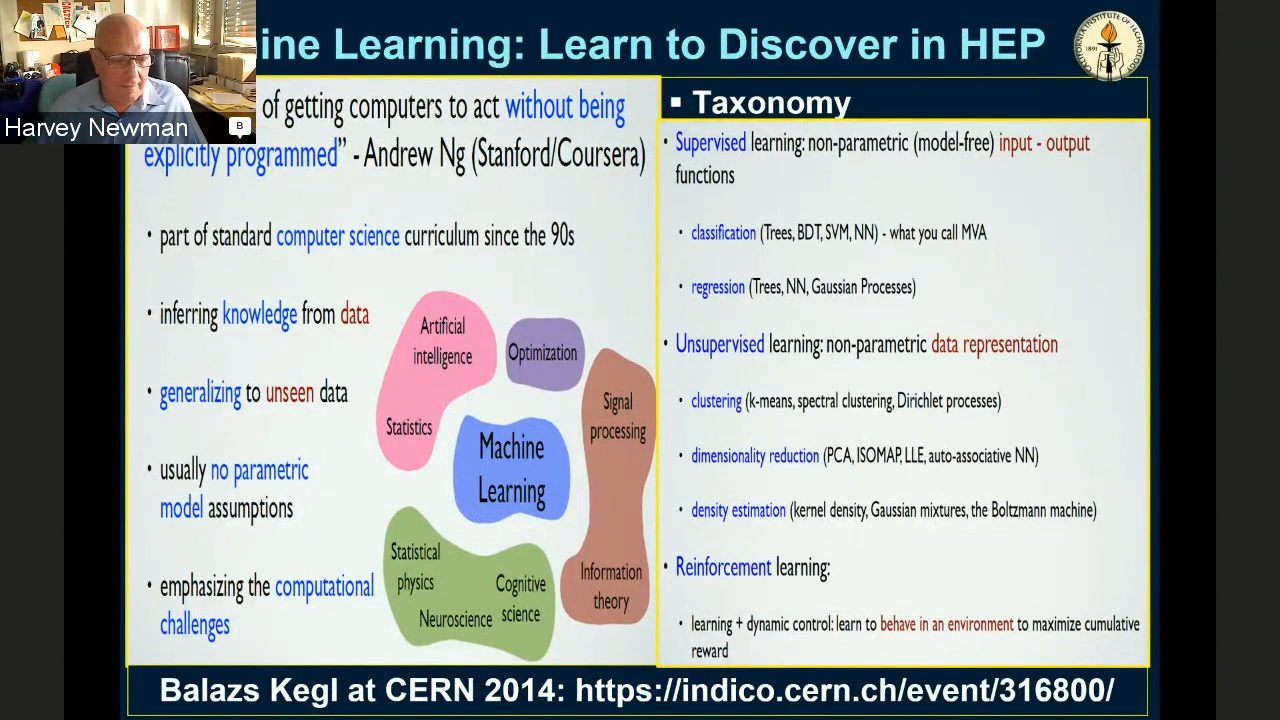 ine Learning: Learn to Discover in HEP
Harvey Newman
B
of getting computers to act without being
explicitly programmed” - Andrew Ng (Stanford/Coursera)
• part of standard computer science curriculum since the 90s
• inferring knowledge from data
• generalizing to unseen data
• usually no parametric
model assumptions
• emphasizing the computational
challenges
Artificial
intelligence
Statistics
Optimization
Signal
processing
Machine
Learning
Statistical
physics
Neuroscience
Cognitive
science
Information
theory
▪ Taxonomy
• Supervised learning: non-parametric (model-free) input - output
functions
• classification (Trees, BDT, SVM, NN) - what you call MVA
• regression (Trees, NN, Gaussian Processes)
• Unsupervised learning: non-parametric data representation
• clustering (k-means, spectral clustering, Dirichlet processes)
• dimensionality reduction (PCA, ISOMAP, LLE, auto-associative NN)
• density estimation (kernel density, Gaussian mixtures, the Boltzmann machine)
• Reinforcement learning:
• learning + dynamic control: learn to behave in an environment to maximize cumulative
reward
Balazs Kegl at CERN 2014: https://indico.cern.ch/event/316800/